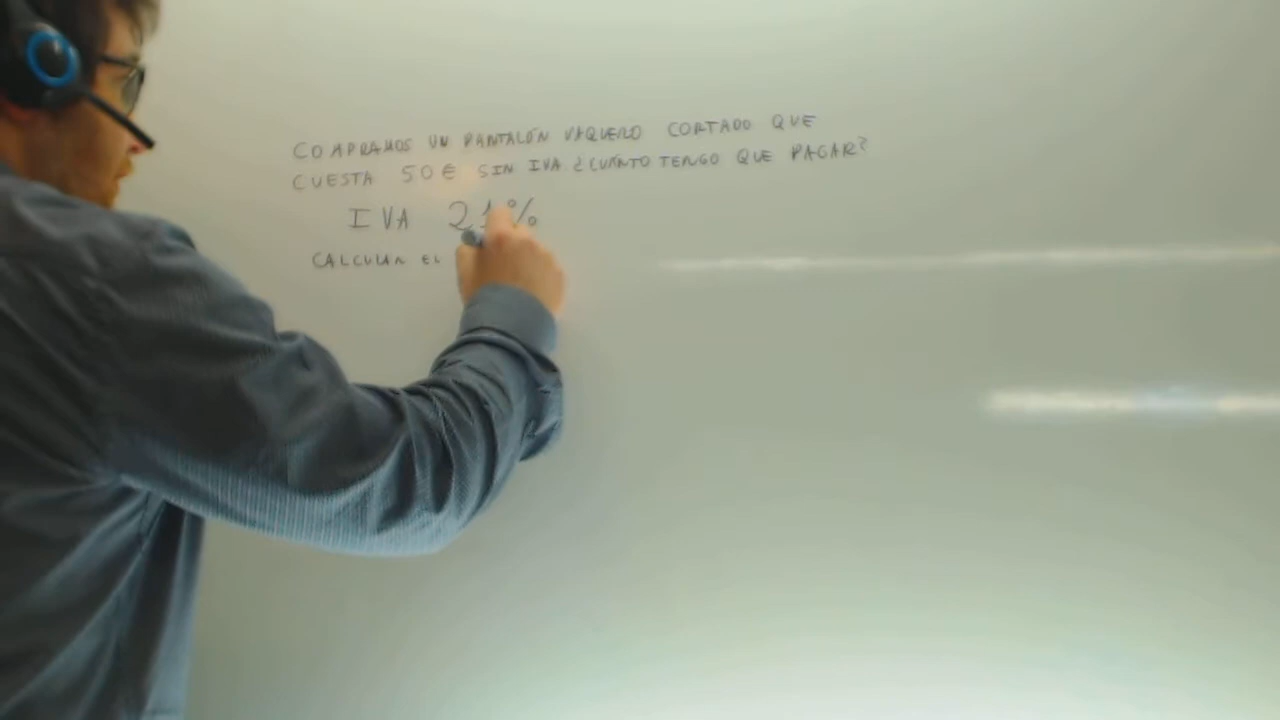 COMPRAMOS UN PANTALÓN VAQUERO CORTADO QUE
CUESTA 50€ SIN IVA ¿CUÁNTO TENGO QUE PAGAR?
IVA 21%
CALCULAR EL